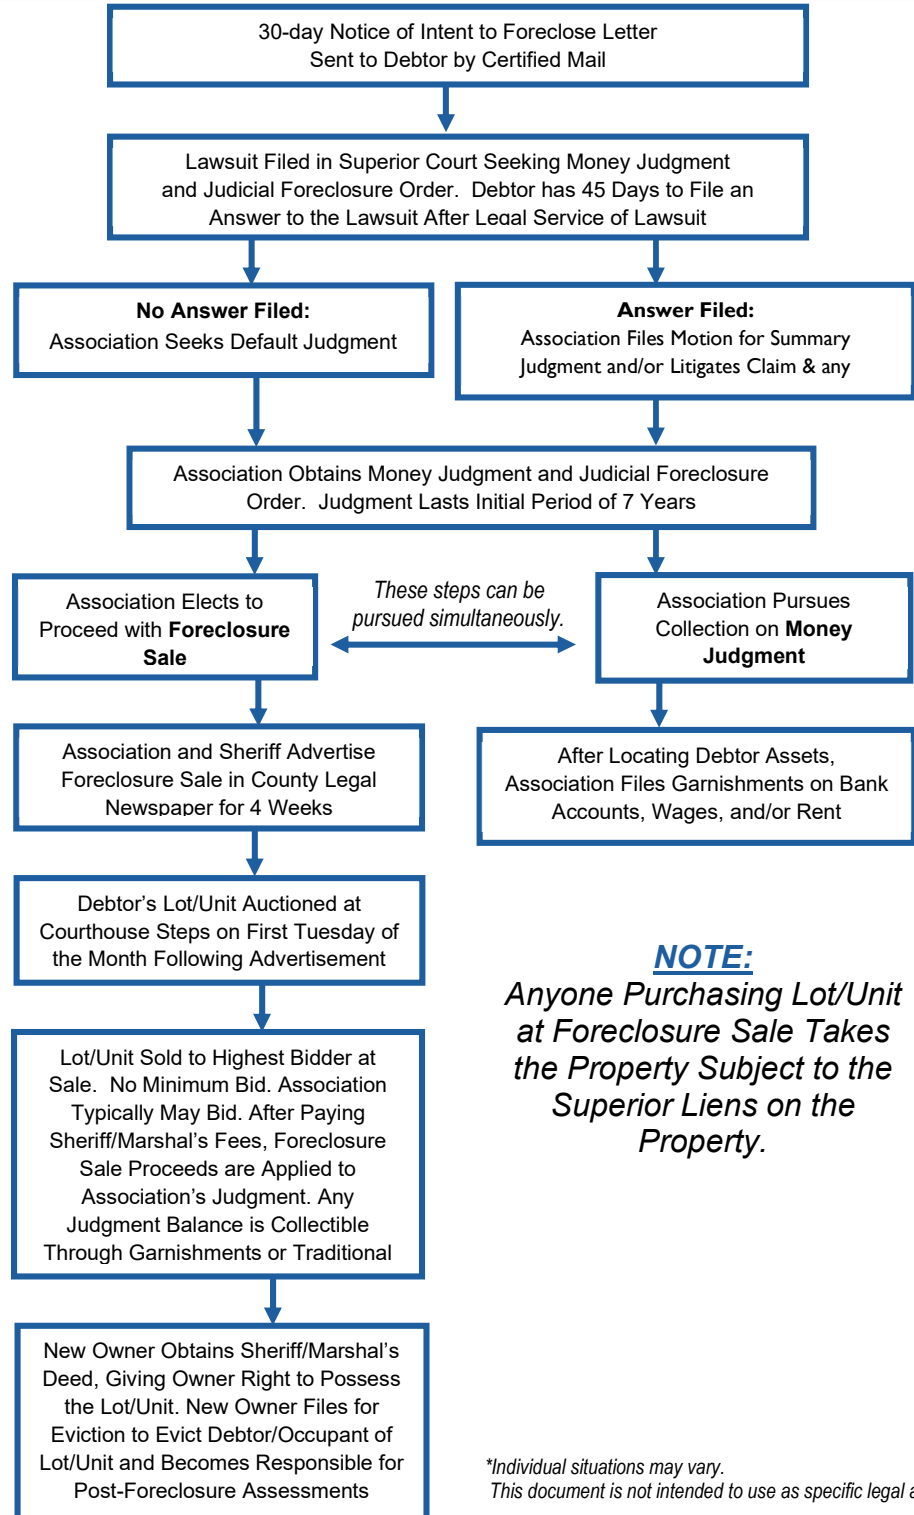 30-day Notice of Intent to Foreclose Letter
Sent to Debtor by Certified Mail
Lawsuit Filed in Superior Court Seeking Money Judgment
and Judicial Foreclosure Order. Debtor has 45 Days to File an
Answer to the Lawsuit After Legal Service of Lawsuit
No Answer Filed:
Association Seeks Default Judgment
Answer Filed:
Association Files Motion for Summary
Judgment and/or Litigates Claim & any
Association Obtains Money Judgment and Judicial Foreclosure
Order. Judgment Lasts Initial Period of 7 Years
Association Elects to
Proceed with Foreclosure
Sale
These steps can be
pursued simultaneously.
Association Pursues
Collection on Money
Judgment
Association and Sheriff Advertise
Foreclosure Sale in County Legal
Newspaper for 4 Weeks
After Locating Debtor Assets,
Association Files Garnishments on Bank
Accounts, Wages, and/or Rent
Debtor's Lot/Unit Auctioned at
Courthouse Steps on First Tuesday of
the Month Following Advertisement
NOTE:
Anyone Purchasing Lot/Unit
at Foreclosure Sale Takes
the Property Subject to the
Superior Liens on the
Property.
Lot/Unit Sold to Highest Bidder at
Sale. No Minimum Bid. Association
Typically May Bid. After Paying
Sheriff/Marshal's Fees, Foreclosure
Sale Proceeds are Applied to
Association's Judgment. Any
Judgment Balance is Collectible
Through Garnishments or Traditional
New Owner Obtains Sheriff/Marshal's
Deed, Giving Owner Right to Possess
the Lot/Unit. New Owner Files for
Eviction to Evict Debtor/Occupant of
Lot/Unit and Becomes Responsible for
Post-Foreclosure Assessments
*Individual situations may vary.
This document is not intended to use as specific legal